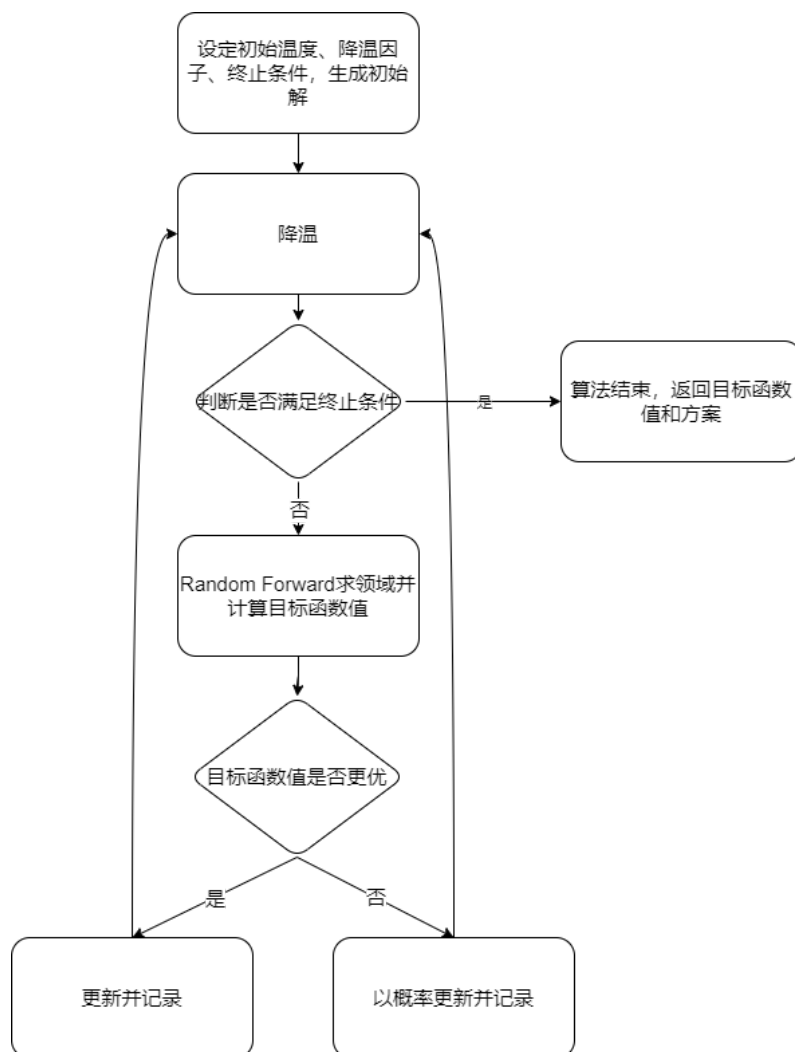 设定初始温度、降温因
子、终止条件，生成初始
解
降温
判断是否满足终止条件
是
算法结束，返回目标函数
值和方案
否
Random Forward求领域并
计算目标函数值
目标函数值是否更优
是
否
更新并记录
以概率更新并记录